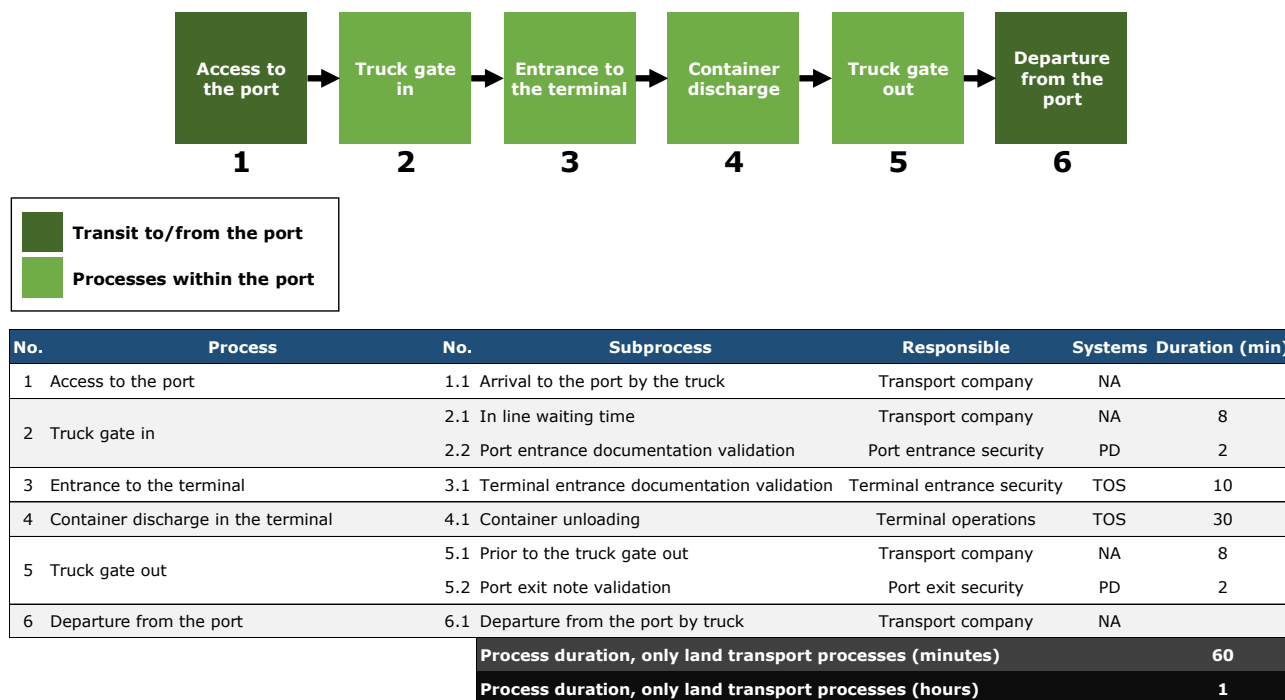 Access to
the port
Truck gate
in
Entrance to
the terminal
Container
discharge
Truck gate
out
Departure
from the
port
1 2 3 4 5 6
Transit to/from the port
Processes within the port
No. Process No. Subprocess Responsible Systems Duration (min)
1 Access to the port 1.1 Arrival to the port by the truck Transport company NA
2 Truck gate in 2.1 In line waiting time Transport company NA 8
2.2 Port entrance documentation validation Port entrance security PD 2
3 Entrance to the terminal 3.1 Terminal entrance documentation validation Terminal entrance security TOS 10
4 Container discharge in the terminal 4.1 Container unloading Terminal operations TOS 30
5 Truck gate out 5.1 Prior to the truck gate out Transport company NA 8
5.2 Port exit note validation Port exit security PD 2
6 Departure from the port 6.1 Departure from the port by truck Transport company NA
Process duration, only land transport processes (minutes) 60
Process duration, only land transport processes (hours) 1